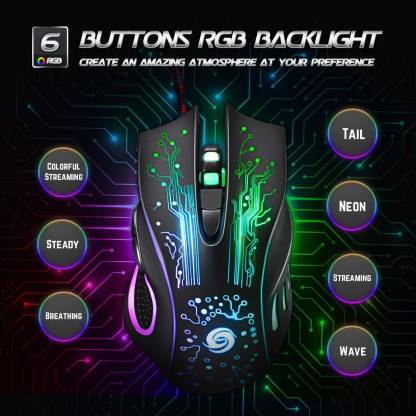 6
RGB
BUTTONS RGB BACKLIGHT
CREATE AN AMAZING ATMOSPHERE AT YOUR PREFERENCE
COLORFUL
STREAMING
STEADY
BREATHING
TAIL
NEON
STREAMING
WAVE